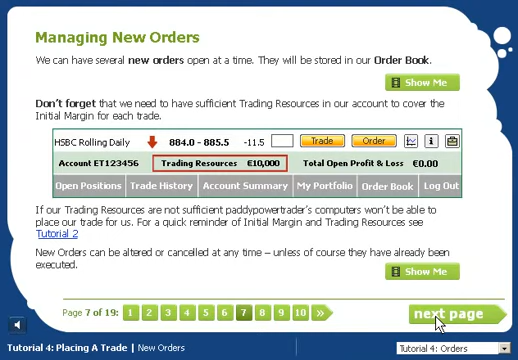 Managing New Orders
We can have several new orders open at a time. They will be stored in our Order Book.
Show Me
Don't forget that we need to have sufficient Trading Resources in our account to cover the
Initial Margin for each trade.
HSBC Rolling Daily 884.0 - 885.5 -11.5 Trade Order
Account ET123456 Trading Resources €10,000 Total Open Profit & Loss €0.00
Open Positions Trade History Account Summary My Portfolio Order Book Log Out
If our Trading Resources are not sufficient paddypowertrader's computers won't be able to
place our trade for us. For a quick reminder of Initial Margin and Trading Resources see
Tutorial 2
New Orders can be altered or cancelled at any time – unless of course they have already been
executed.
Show Me
Page 7 of 19: 1 2 3 4 5 6 7 8 9 10 »
next page
Tutorial 4: Placing A Trade | New Orders
Tutorial 4: Orders